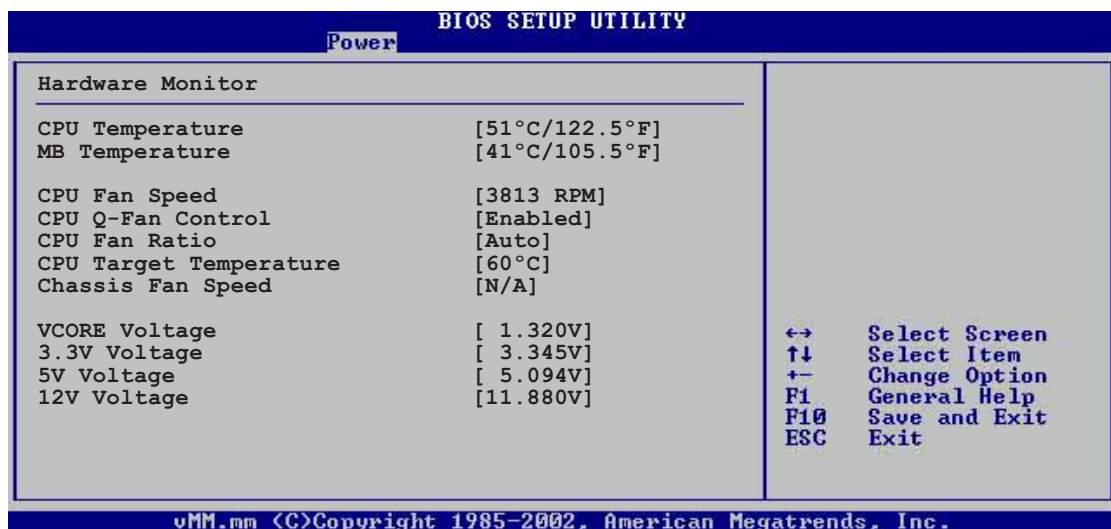 BIOS SETUP UTILITY
Power
Hardware Monitor
CPU Temperature [51°C/122.5°F]
MB Temperature [41°C/105.5°F]
CPU Fan Speed [3813 RPM]
CPU Q-Fan Control [Enabled]
CPU Fan Ratio [Auto]
CPU Target Temperature [60°C]
Chassis Fan Speed [N/A]
VCORE Voltage [ 1.320V]
3.3V Voltage [ 3.345V]
5V Voltage [ 5.094V]
12V Voltage [11.880V]
←→ Select Screen
↑↓ Select Item
+- Change Option
F1 General Help
F10 Save and Exit
ESC Exit
vMM.mm (C)Copyright 1985-2002, American Megatrends, Inc.